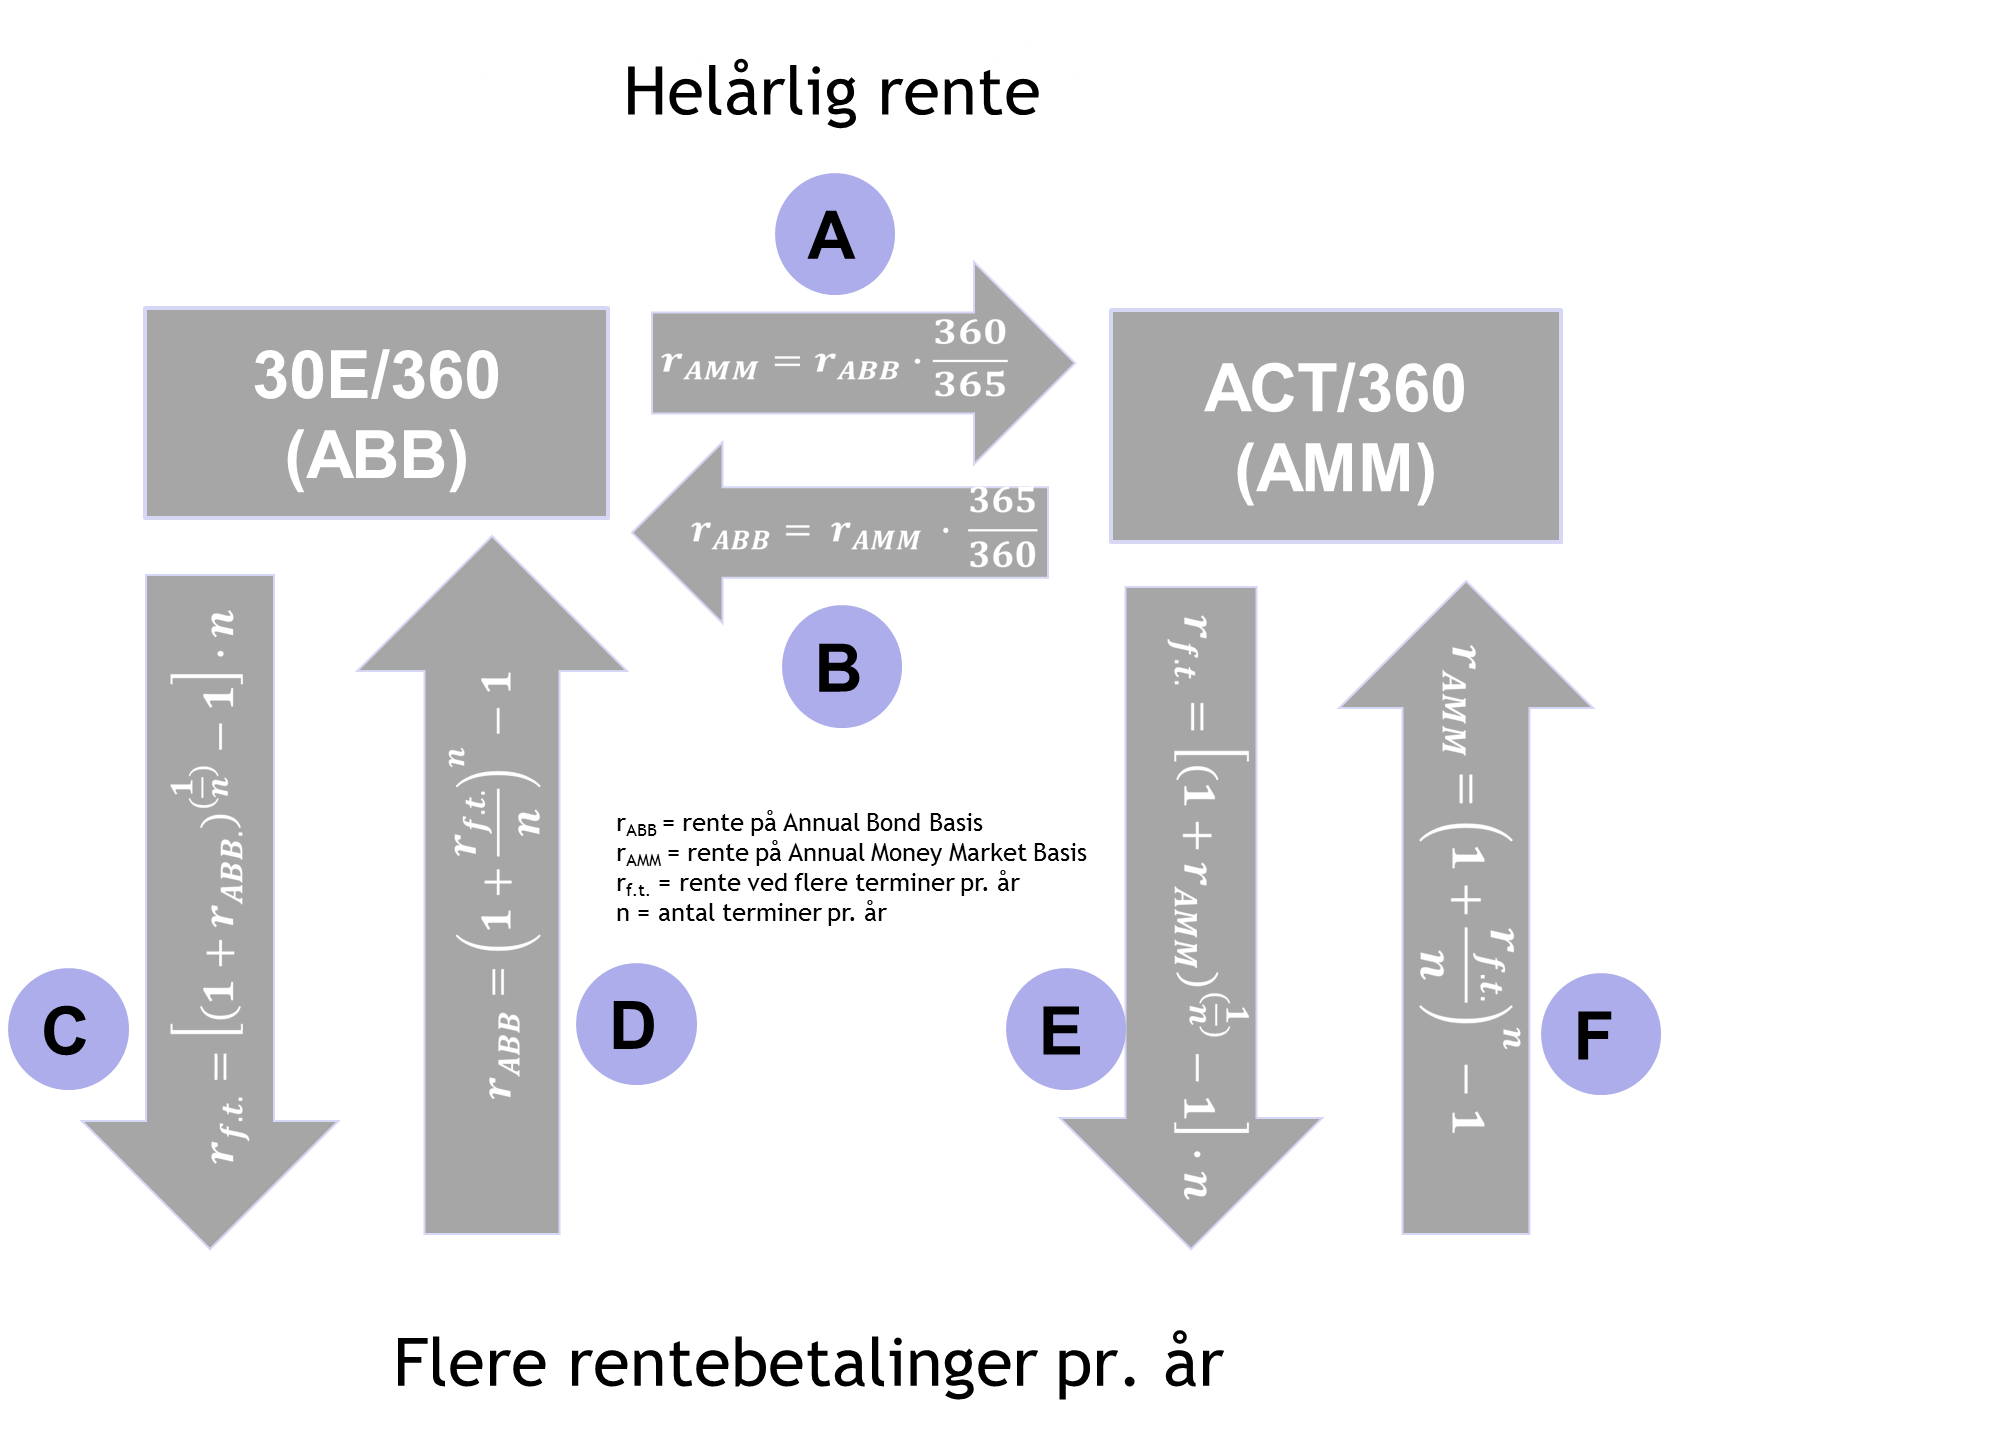 Helårlig rente
A
30E/360
(ABB)
r_AMM = r_ABB · 360/365
ACT/360
(AMM)
r_ABB = r_AMM · 365/360
B
r_f.t. = [(1 + r_ABB.)^(1/n) − 1] · n
r_ABB = (1 + r_f.t./n)^n − 1
r_f.t. = [(1 + r_AMM)^(1/n) − 1] · n
r_AMM = (1 + r_f.t./n)^n − 1
r_ABB = rente på Annual Bond Basis
r_AMM = rente på Annual Money Market Basis
r_f.t. = rente ved flere terminer pr. år
n = antal terminer pr. år
C
D
E
F
Flere rentebetalinger pr. år